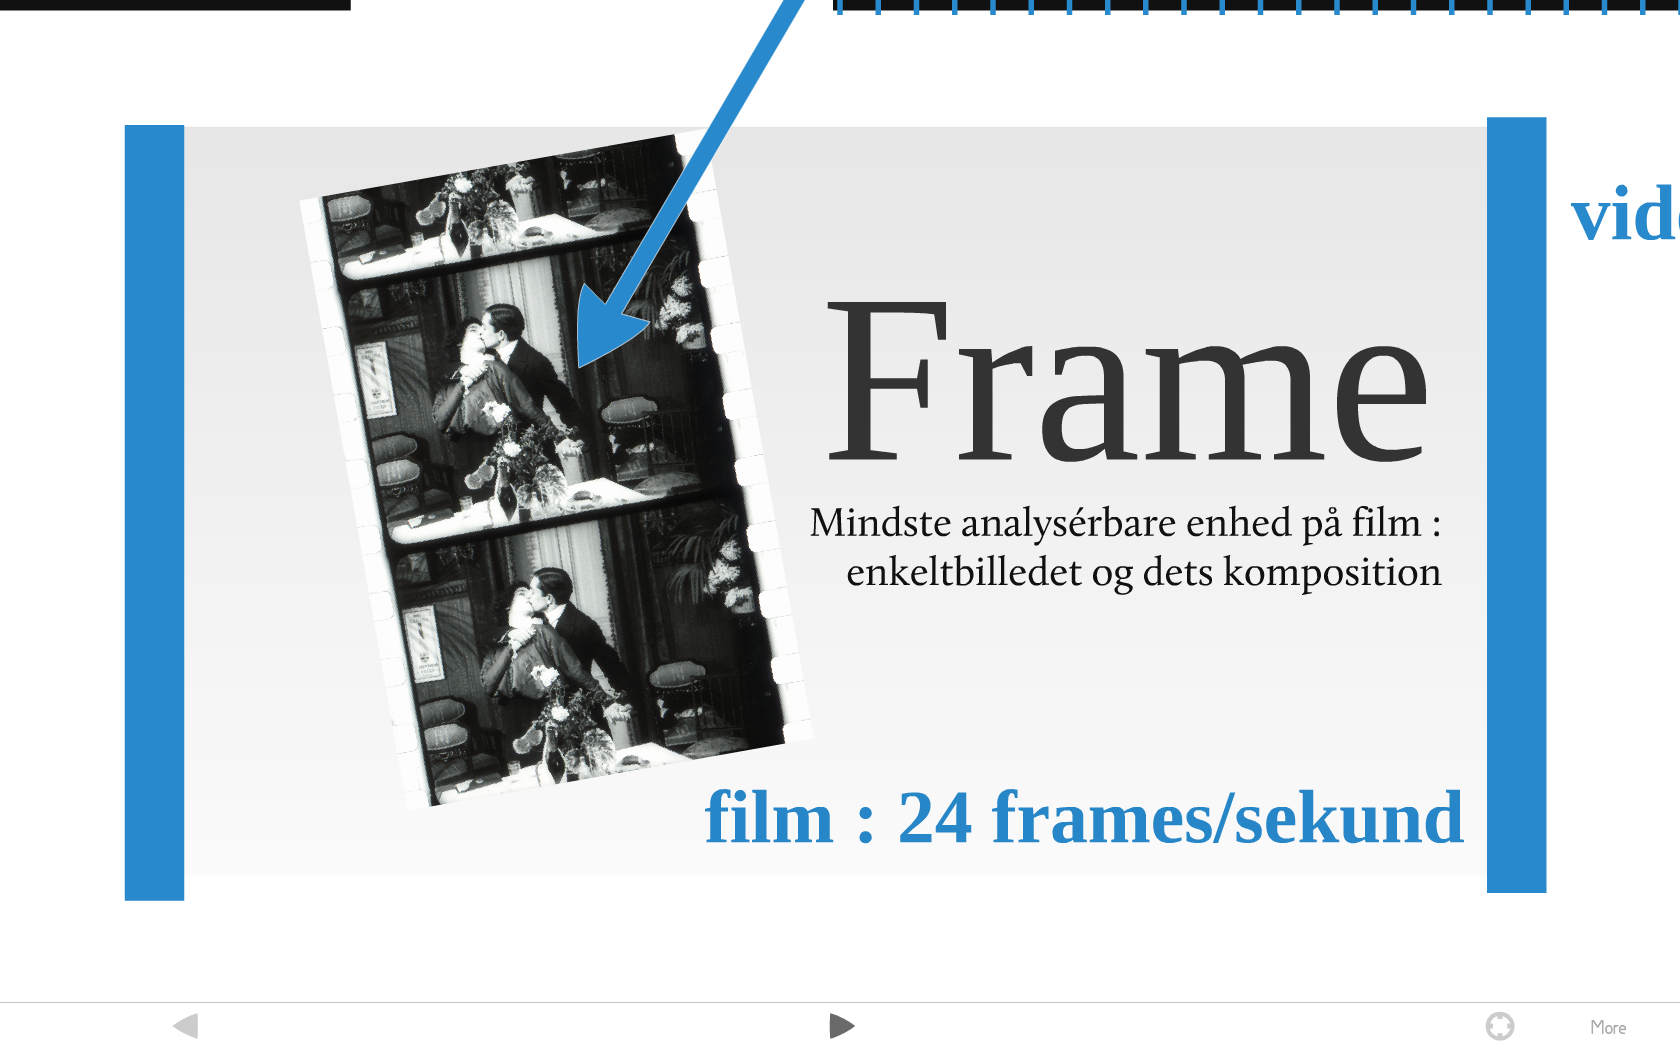 Frame
Mindste analysérbare enhed på film :
enkeltbilledet og dets komposition
film : 24 frames/sekund
More